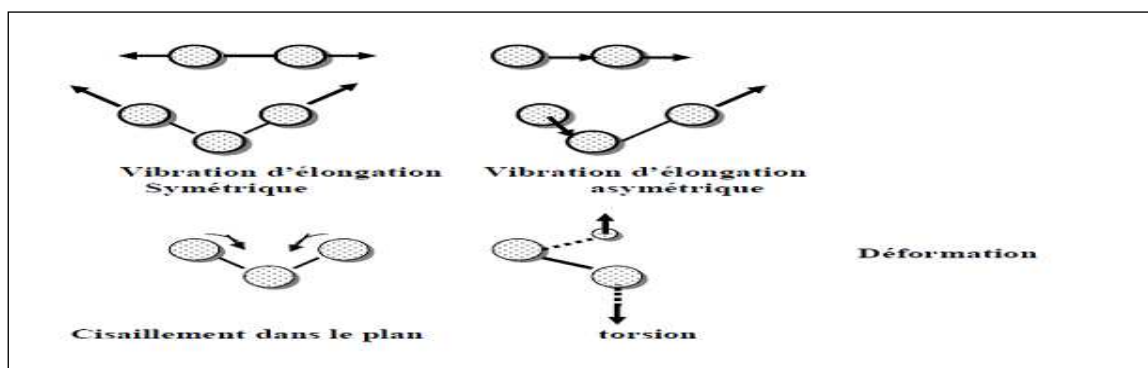 Vibration d'élongation
Symétrique
Vibration d'élongation
asymétrique
Déformation
Cisaillement dans le plan
torsion